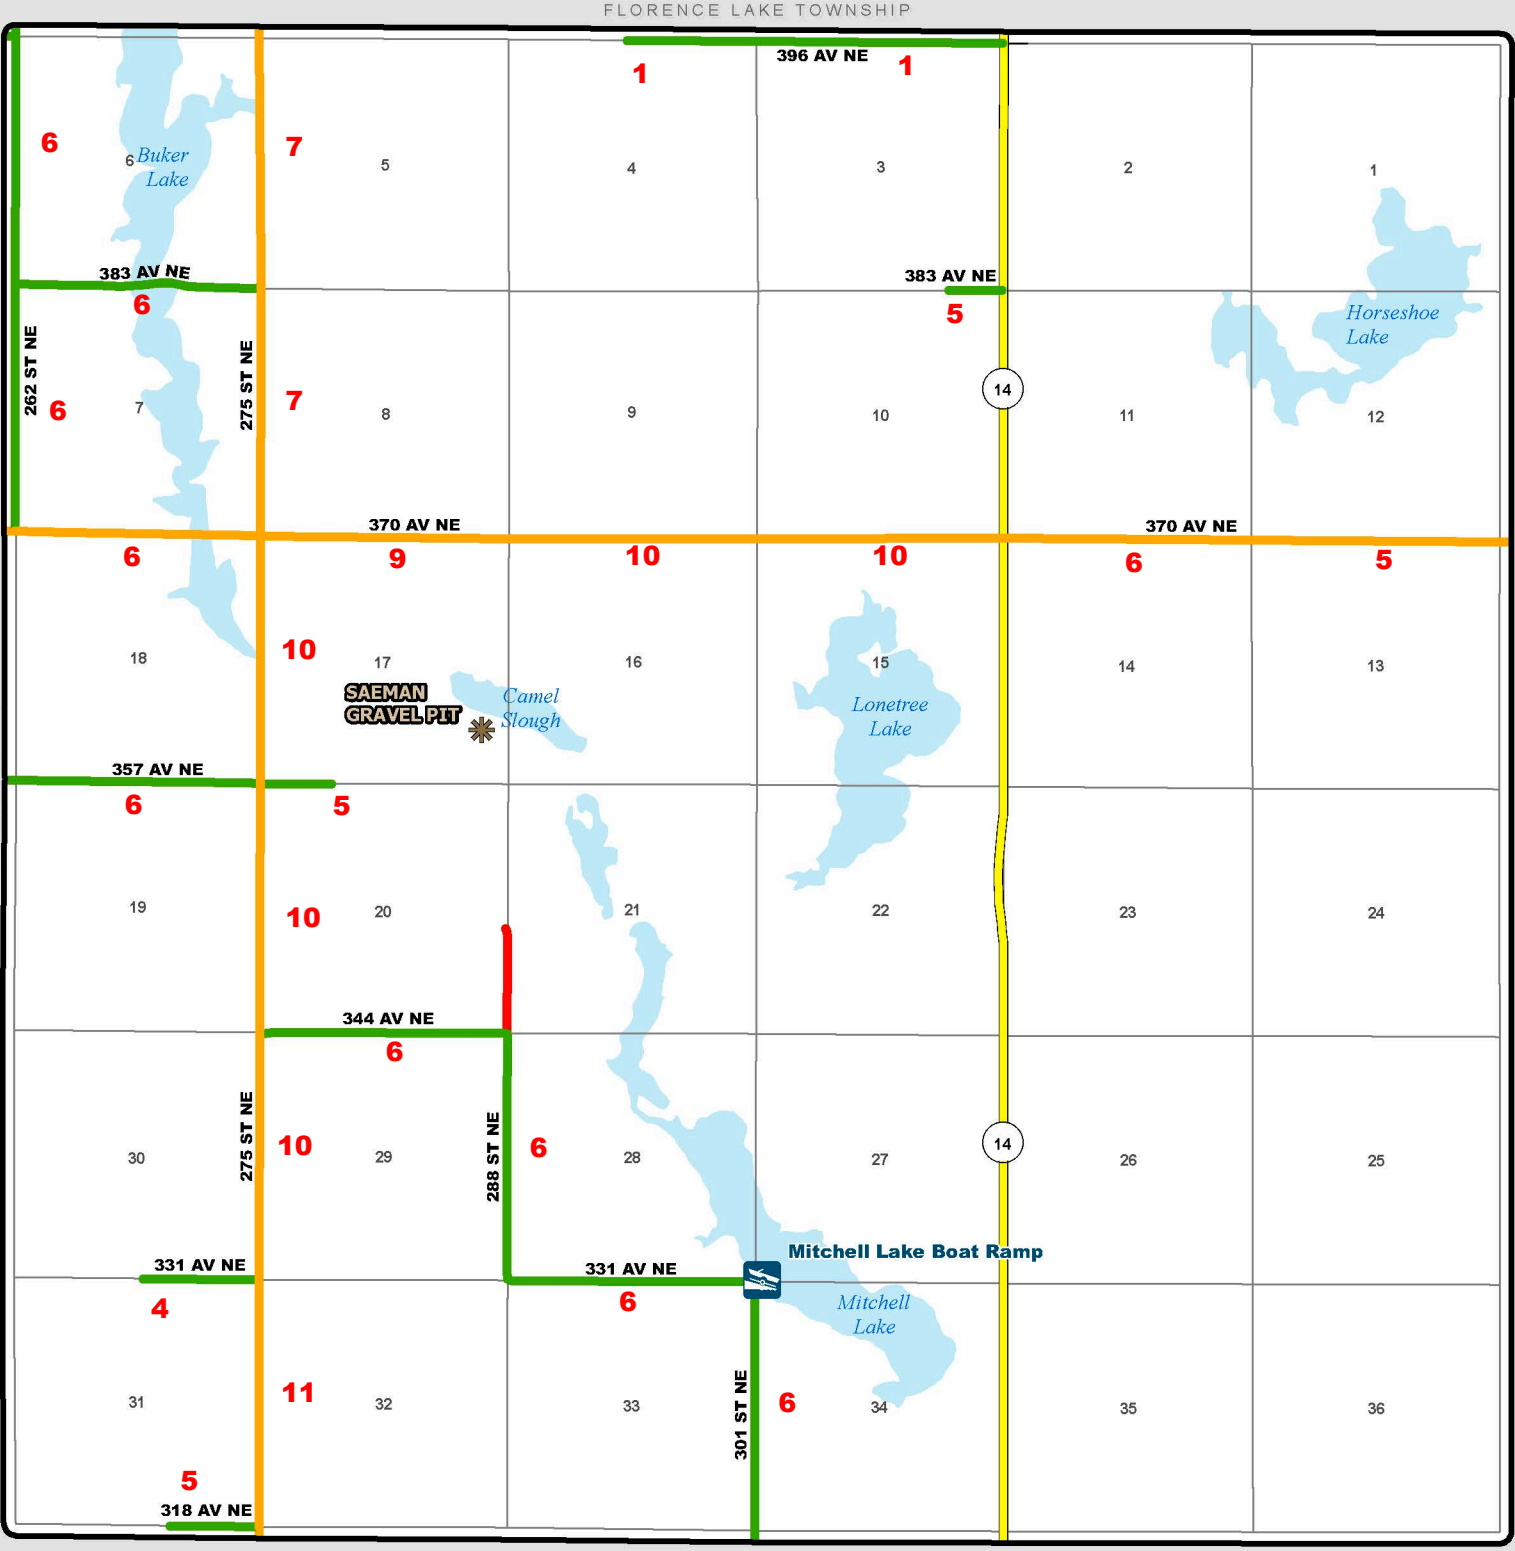 FLORENCE LAKE TOWNSHIP
396 AV NE
1
1
6
7
6
Buker
Lake
5
4
3
2
1
383 AV NE
6
383 AV NE
5
262 ST NE
6
7
275 ST NE
7
8
9
10
14
11
Horseshoe
Lake
12
370 AV NE
370 AV NE
6
9
10
10
6
5
18
10
17
16
15
14
13
SAEMAN
GRAVEL PIT
Camel
Slough
Lonetree
Lake
357 AV NE
6
5
19
10
20
21
22
23
24
344 AV NE
6
30
275 ST NE
10
29
288 ST NE
6
28
27
14
26
25
331 AV NE
4
331 AV NE
6
Mitchell Lake Boat Ramp
Mitchell
Lake
31
11
32
33
301 ST NE
6
34
35
36
5
318 AV NE